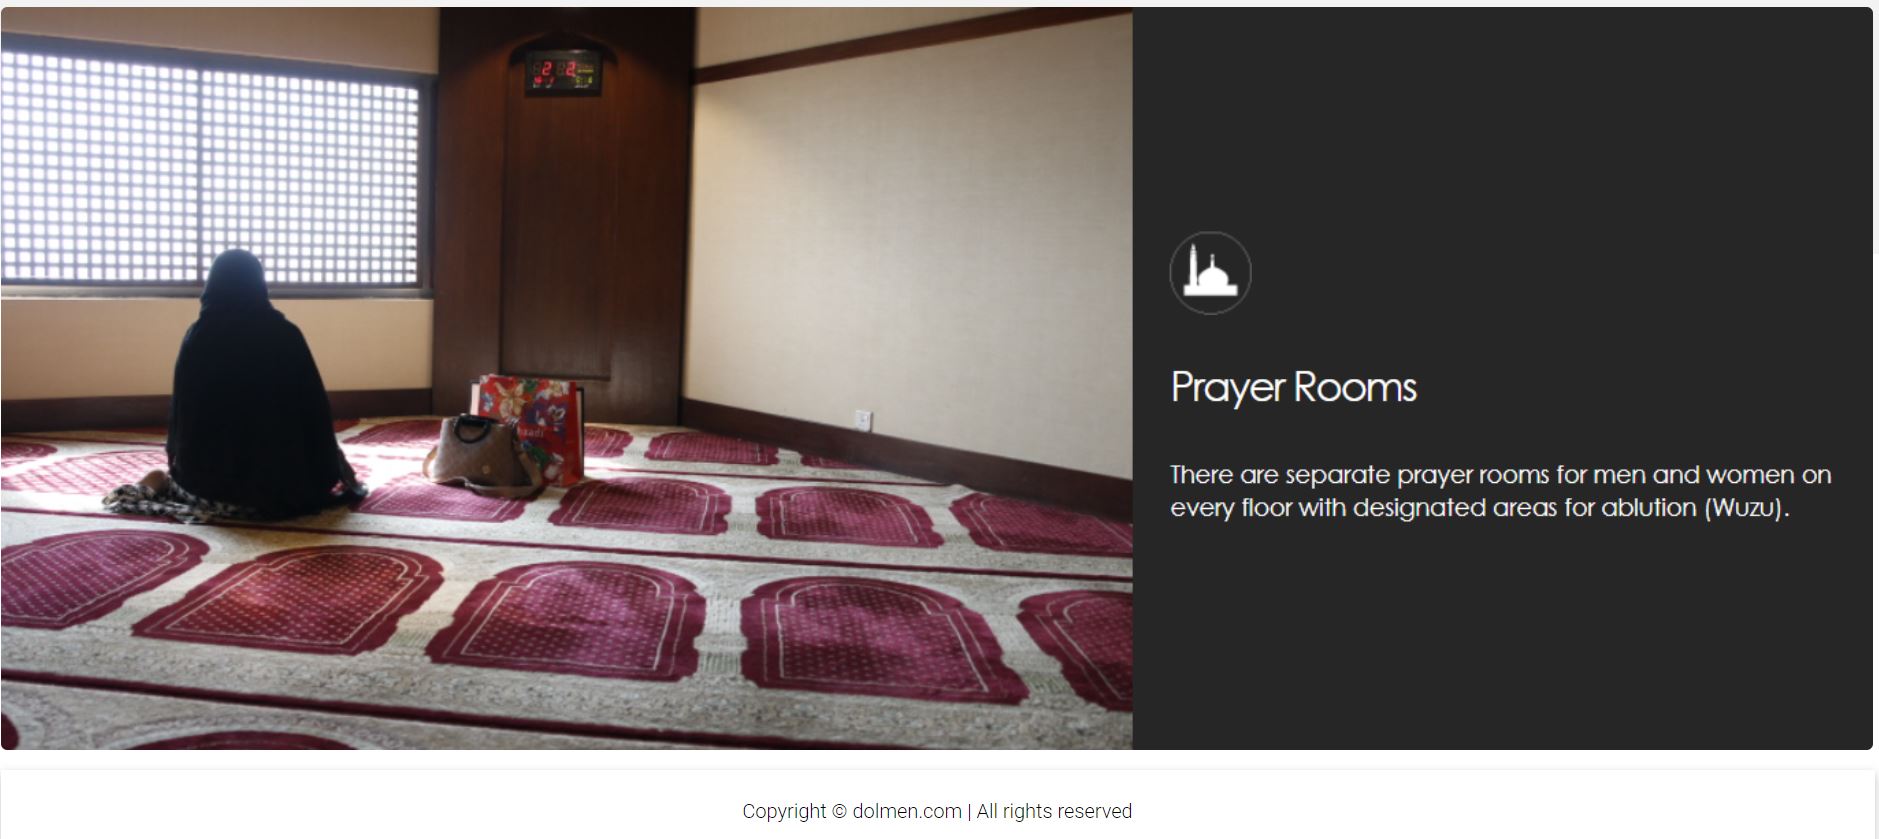 Prayer Rooms
There are separate prayer rooms for men and women on
every floor with designated areas for ablution (Wuzu).
Copyright © dolmen.com | All rights reserved